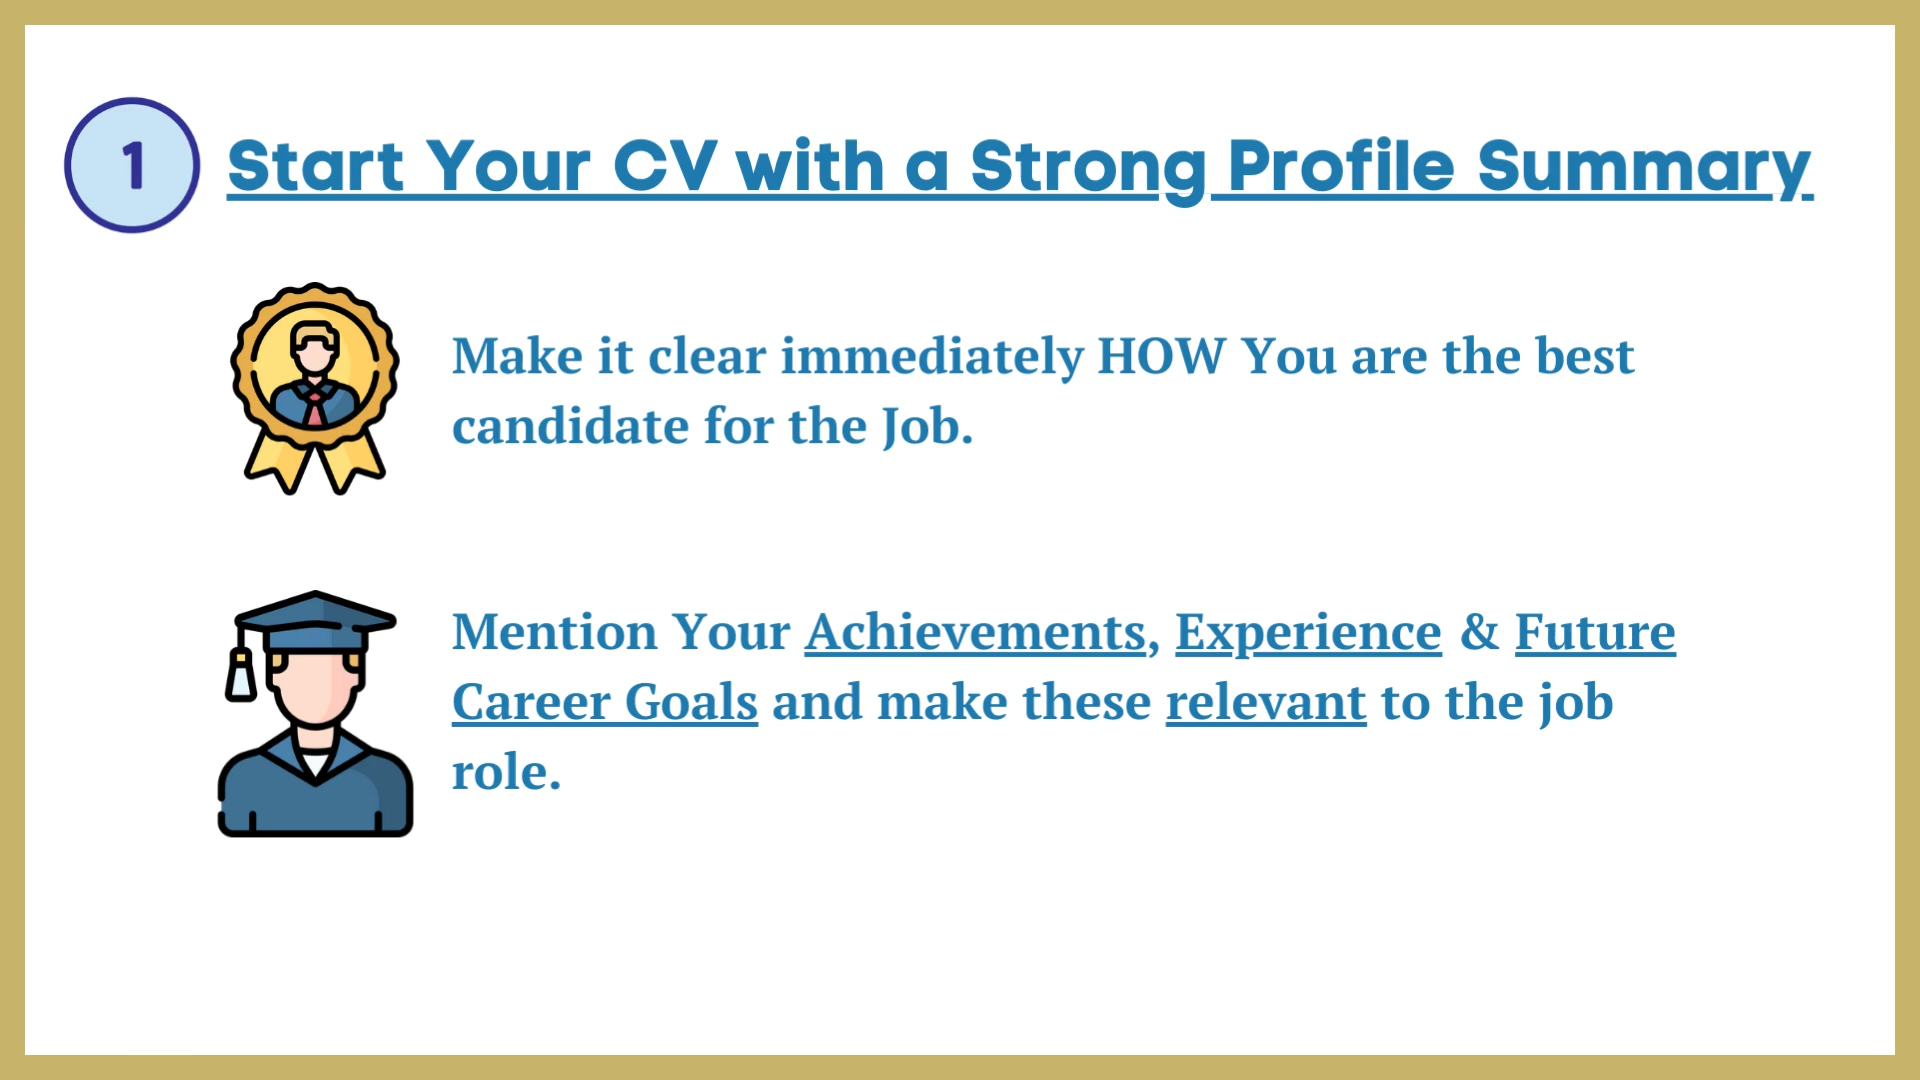 1
Start Your CV with a Strong Profile Summary
Make it clear immediately HOW You are the best
candidate for the Job.
Mention Your Achievements, Experience & Future
Career Goals and make these relevant to the job
role.